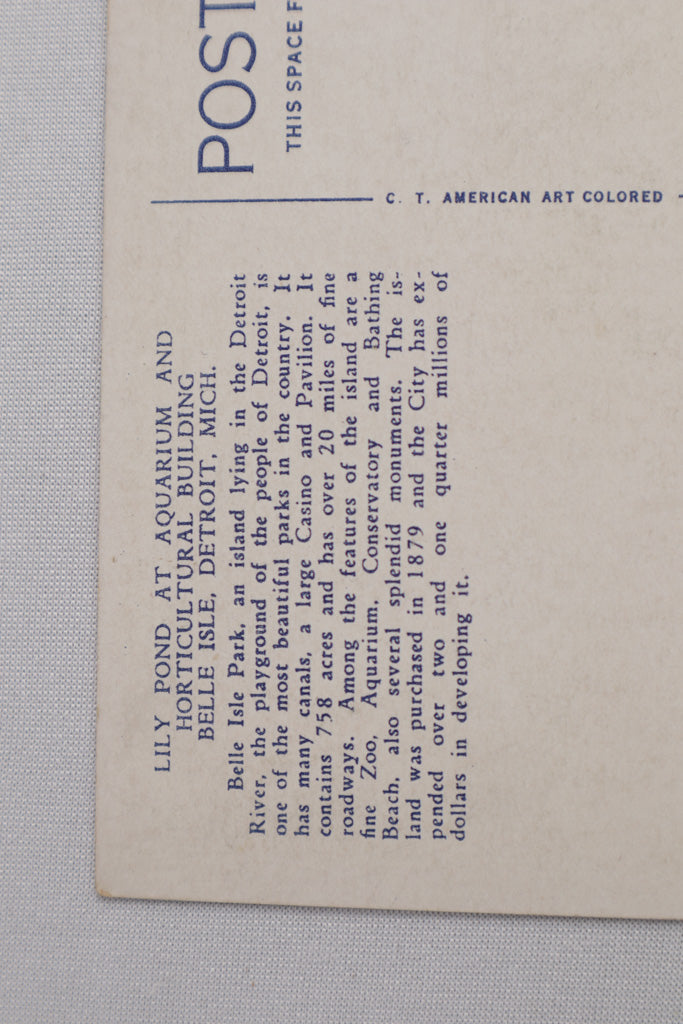 LILY POND AT AQUARIUM AND
HORTICULTURAL BUILDING
BELLE ISLE, DETROIT, MICH.
Belle Isle Park, an island lying in the Detroit
River, the playground of the people of Detroit, is
one of the most beautiful parks in the country. It
has many canals, a large Casino and Pavilion. It
contains 758 acres and has over 20 miles of fine
roadways. Among the features of the island are a
fine Zoo, Aquarium, Conservatory and Bathing
Beach, also several splendid monuments. The is-
land was purchased in 1879 and the City has ex-
pended over two and one quarter millions of
dollars in developing it.
C. T. AMERICAN ART COLORED
POST
THIS SPACE F